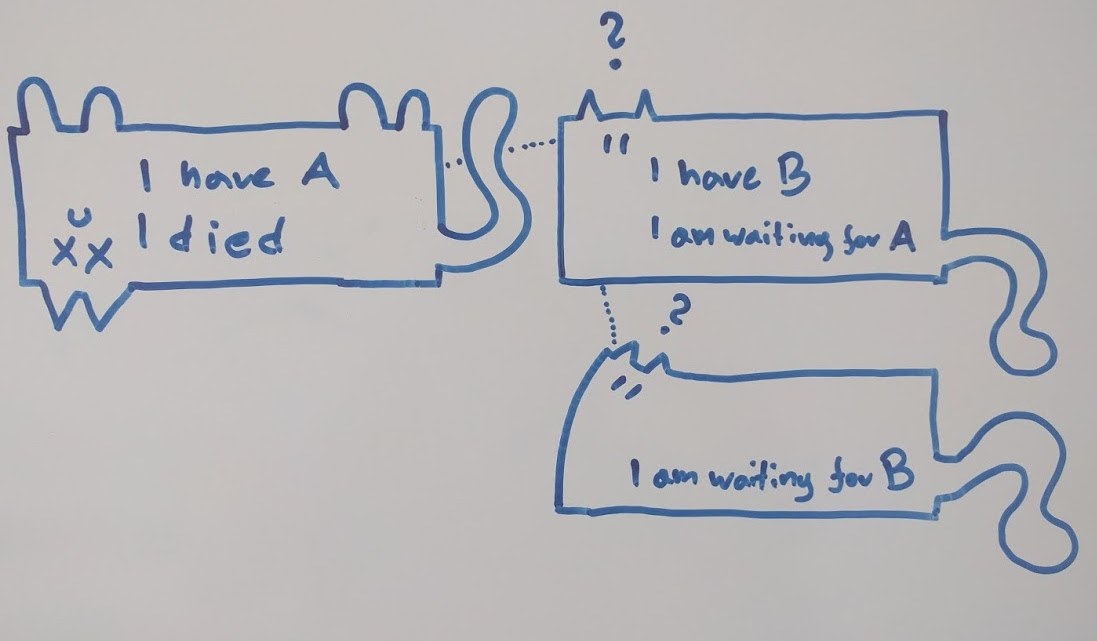 I have A
I died
?
I have B
I am waiting for A
?
I am waiting for B